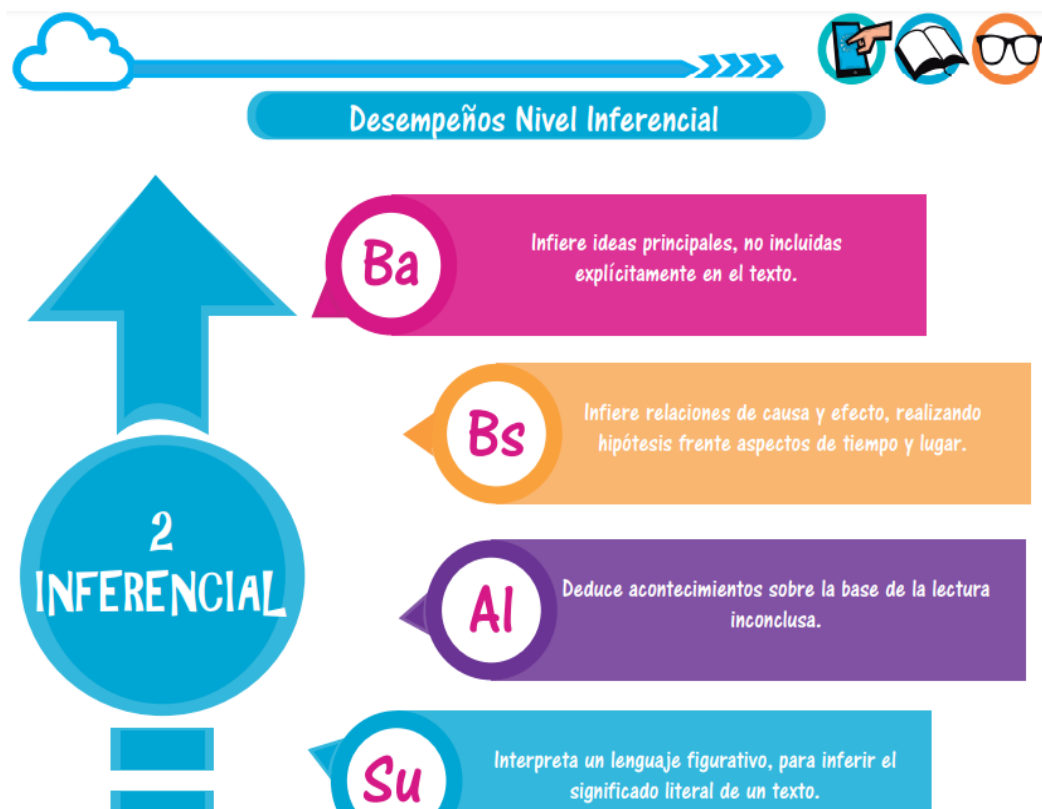 Desempeños Nivel Inferencial
Ba
Infiere ideas principales, no incluidas
explícitamente en el texto.
Bs
Infiere relaciones de causa y efecto, realizando
hipótesis frente aspectos de tiempo y lugar.
2
INFERENCIAL
Al
Deduce acontecimientos sobre la base de la lectura
inconclusa.
Su
Interpreta un lenguaje figurativo, para inferir el
significado literal de un texto.